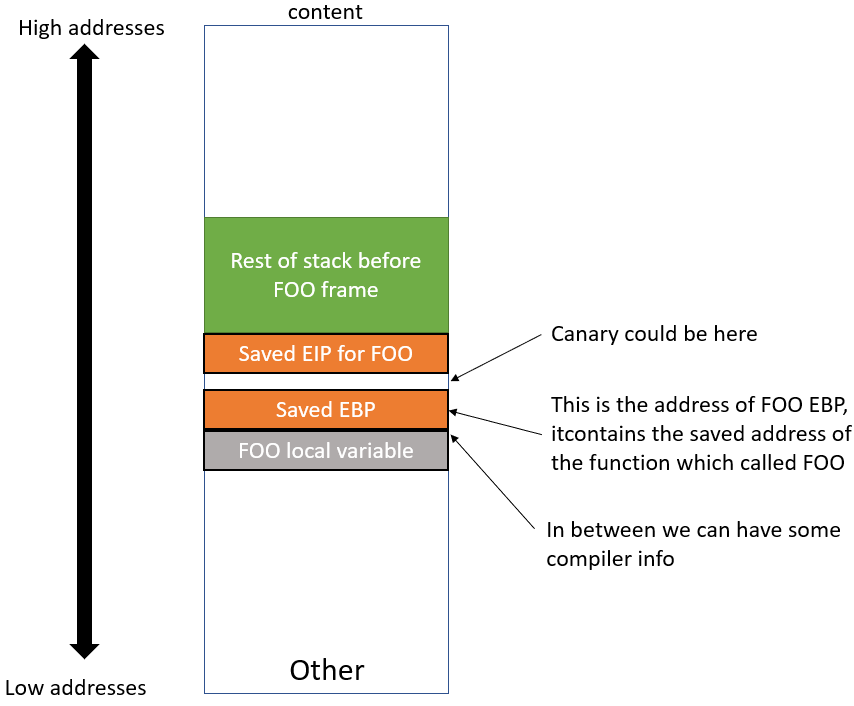 content
High addresses
Rest of stack before
FOO frame
Saved EIP for FOO
Canary could be here
Saved EBP
This is the address of FOO EBP,
itcontains the saved address of
the function which called FOO
FOO local variable
In between we can have some
compiler info
Other
Low addresses